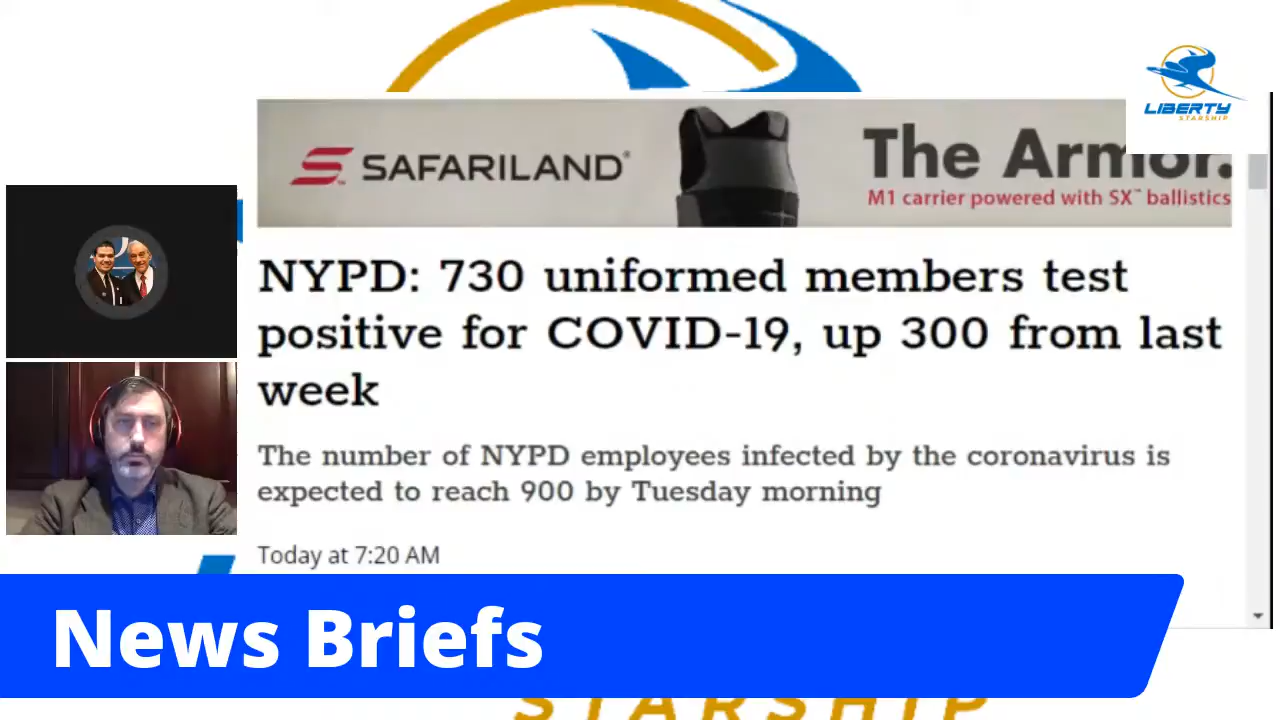 LIBERTY
STARSHIP
SAFARILAND®
The Armor.
M1 carrier powered with SX™ ballistics
NYPD: 730 uniformed members test
positive for COVID-19, up 300 from last
week
The number of NYPD employees infected by the coronavirus is
expected to reach 900 by Tuesday morning
Today at 7:20 AM
News Briefs
STARSHIP